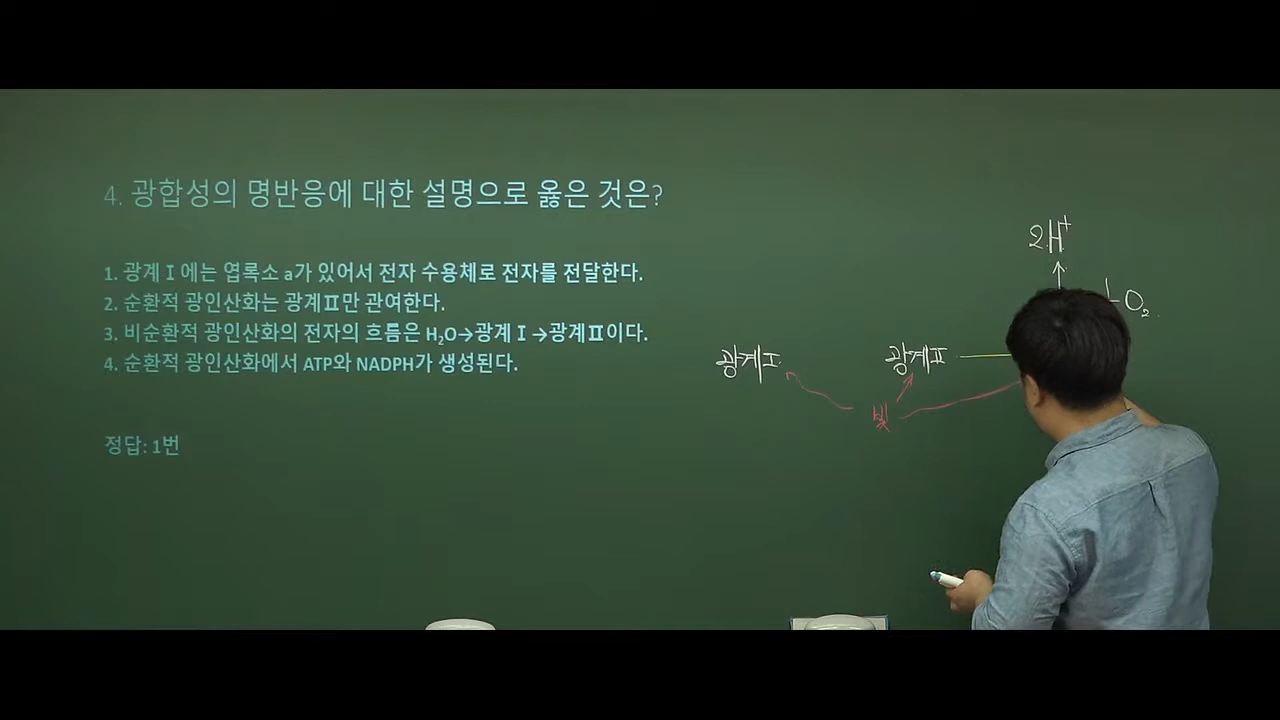 4. 광합성의 명반응에 대한 설명으로 옳은 것은?
1. 광계Ⅰ에는 엽록소 a가 있어서 전자 수용체로 전자를 전달한다.
2. 순환적 광인산화는 광계Ⅱ만 관여한다.
3. 비순환적 광인산화의 전자의 흐름은 H₂O→광계Ⅰ→광계Ⅱ이다.
4. 순환적 광인산화에서 ATP와 NADPH가 생성된다.
정답: 1번
2H⁺
O₂
광계Ⅰ 광계Ⅱ
빛